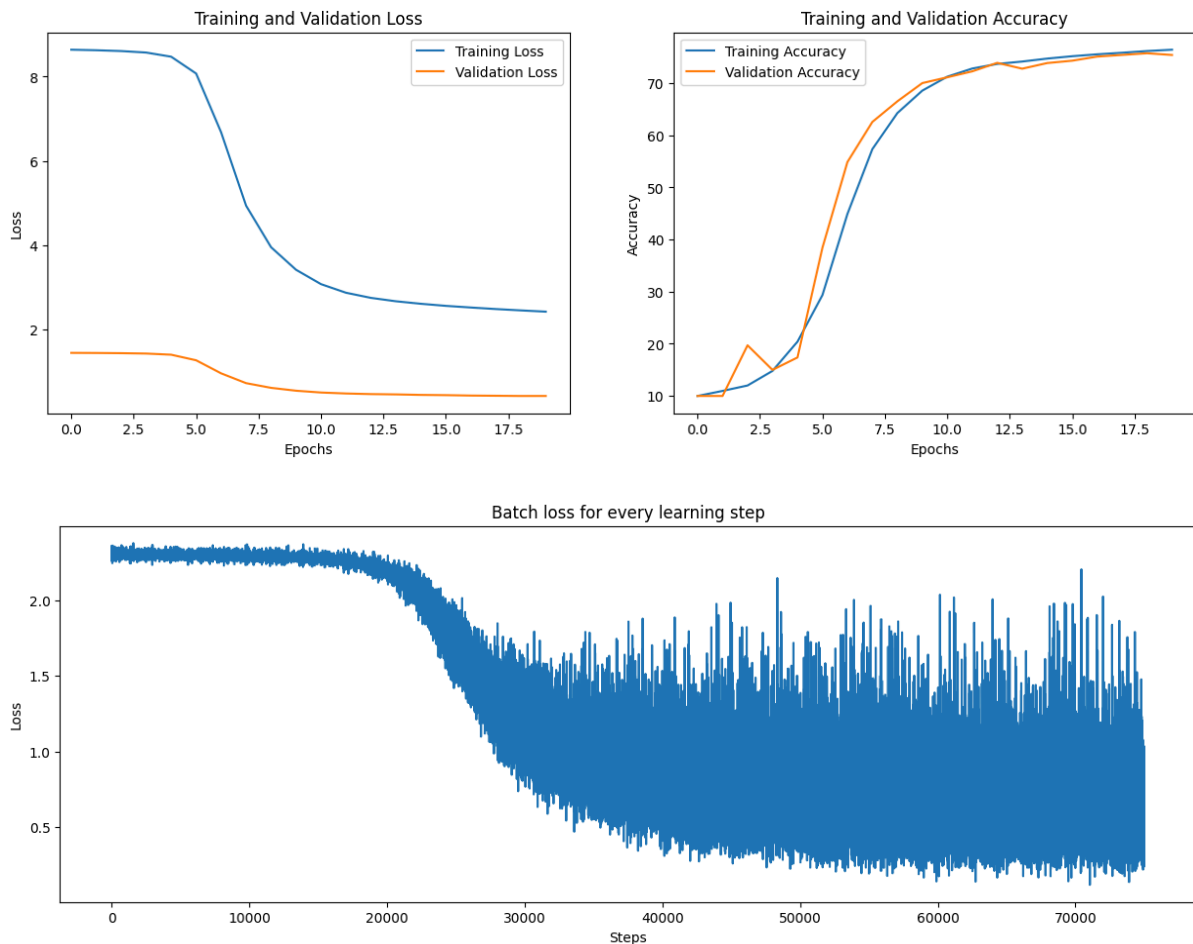 Training and Validation Loss
Training Loss
Validation Loss
8
6
4
2
Loss
0.0 2.5 5.0 7.5 10.0 12.5 15.0 17.5
Epochs
Training and Validation Accuracy
Training Accuracy
Validation Accuracy
70
60
50
40
30
20
10
Accuracy
0.0 2.5 5.0 7.5 10.0 12.5 15.0 17.5
Epochs
Batch loss for every learning step
2.0
1.5
1.0
0.5
Loss
0 10000 20000 30000 40000 50000 60000 70000
Steps